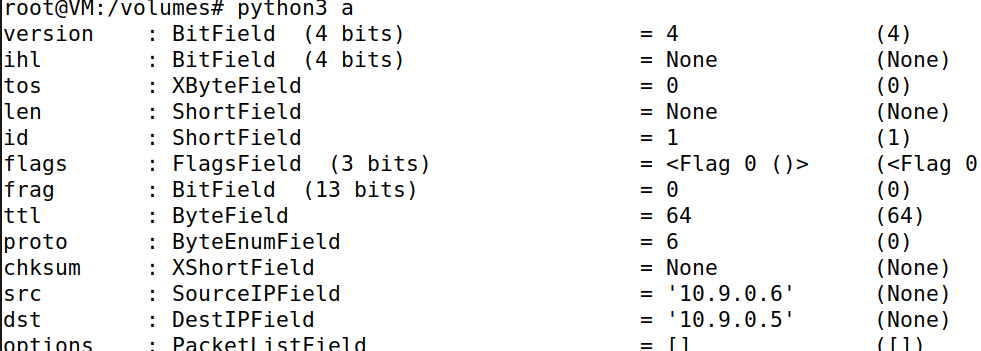 root@VM:/volumes# python3 a
version    : BitField  (4 bits)                  = 4               (4)
ihl        : BitField  (4 bits)                  = None            (None)
tos        : XByteField                          = 0               (0)
len        : ShortField                          = None            (None)
id         : ShortField                          = 1               (1)
flags      : FlagsField  (3 bits)                = <Flag 0 ()>     (<Flag 0
frag       : BitField  (13 bits)                 = 0               (0)
ttl        : ByteField                           = 64              (64)
proto      : ByteEnumField                       = 6               (0)
chksum     : XShortField                         = None            (None)
src        : SourceIPField                       = '10.9.0.6'      (None)
dst        : DestIPField                         = '10.9.0.5'      (None)
options    : PacketListField                     = []              ([])